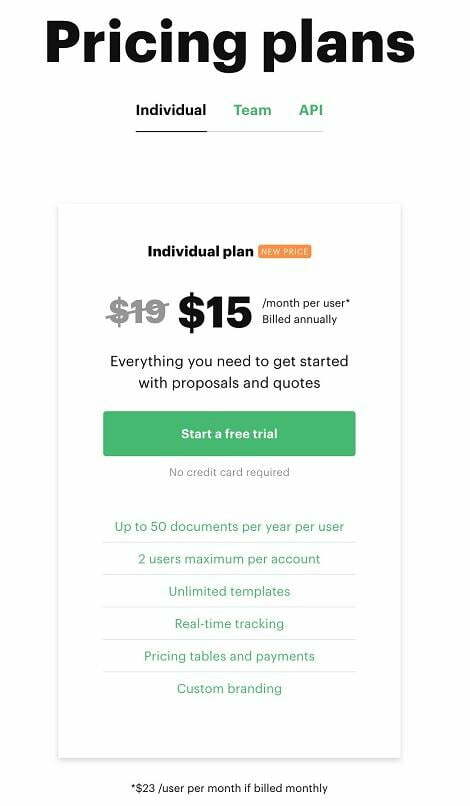 Pricing plans
Individual Team API
Individual plan NEW PRICE
$19 $15 /month per user*
Billed annually
Everything you need to get started
with proposals and quotes
Start a free trial
No credit card required
Up to 50 documents per year per user
2 users maximum per account
Unlimited templates
Real-time tracking
Pricing tables and payments
Custom branding
*$23 /user per month if billed monthly